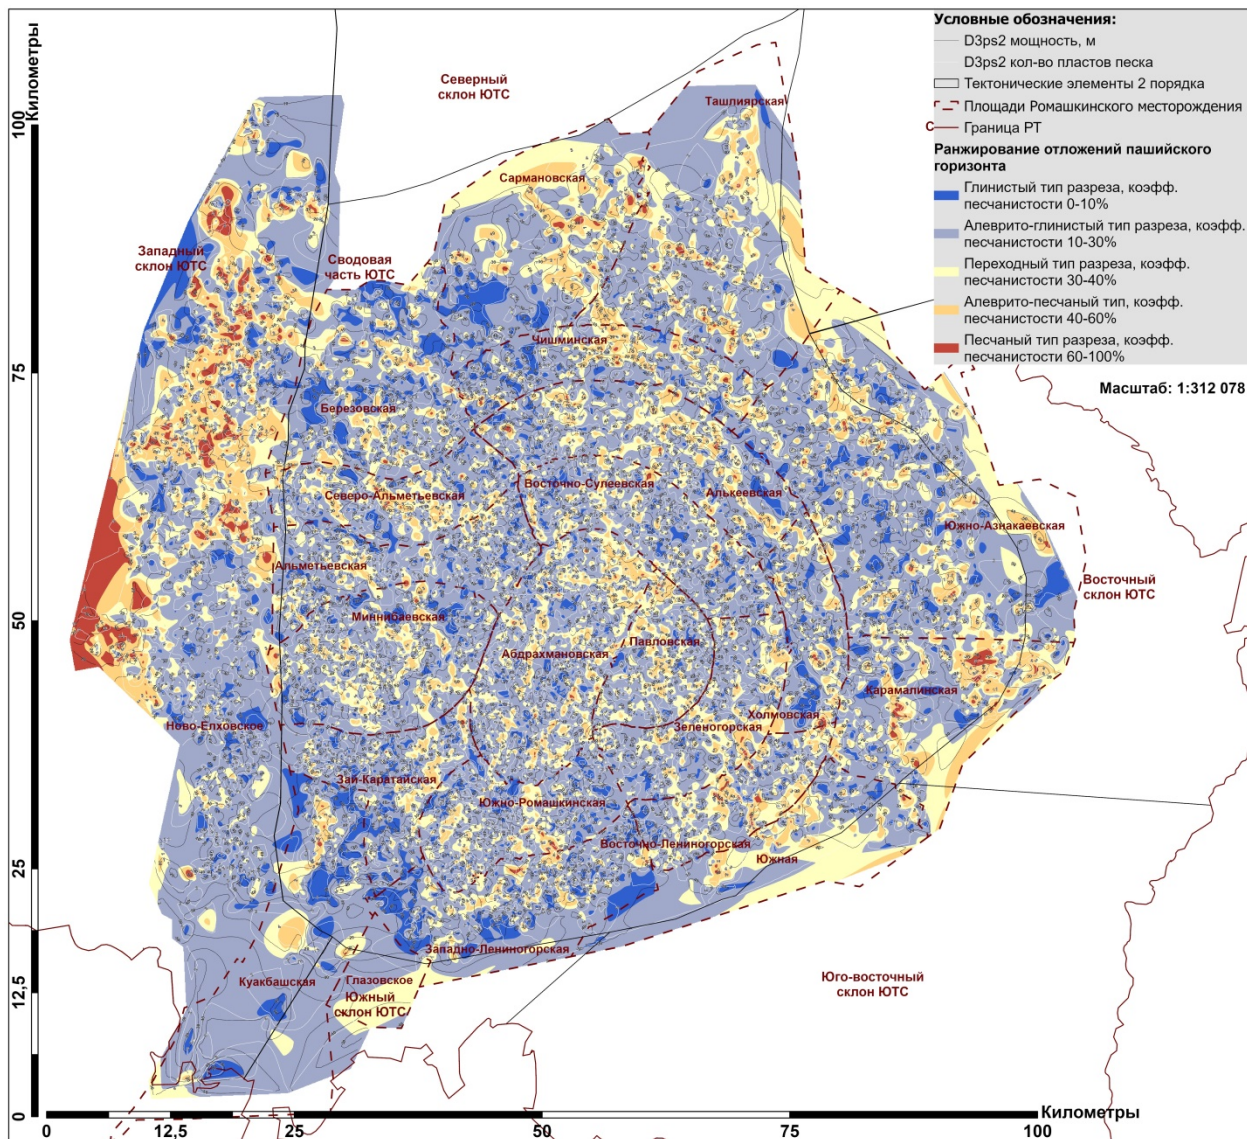 Условные обозначения:
D3ps2 мощность, м
D3ps2 кол-во пластов песка
Тектонические элементы 2 порядка
Площади Ромашкинского месторождения
С
Граница РТ
Ранжирование отложений пашийского
горизонта
Глинистый тип разреза, коэфф.
песчанистости 0-10%
Алеврито-глинистый тип разреза, коэфф.
песчанистости 10-30%
Переходный тип разреза, коэфф.
песчанистости 30-40%
Алеврито-песчаный тип, коэфф.
песчанистости 40-60%
Песчаный тип разреза, коэфф.
песчанистости 60-100%
Масштаб: 1:312 078
Километры
100
75
50
25
12,5
0
Северный
склон ЮТС
Ташлиярская
Сармановская
Западный
склон ЮТС
Сводовая
часть ЮТС
Чишминская
Березовская
Северо-Альметьевская
Восточно-Сулеевская
Алькеевская
Южно-Азнакаевская
Альметьевская
Восточный
склон ЮТС
Миннибаевская
Абдрахмановская
Павловская
Карамалинская
Ново-Елховское
Холмовская
Зеленогорская
Зай-Каратайская
Южно-Ромашкинская
Восточно-Лениногорская
Южная
Западно-Лениногорская
Куакбашская
Глазовское
Южный
склон ЮТС
Юго-восточный
склон ЮТС
0
12,5
25
50
75
100
Километры